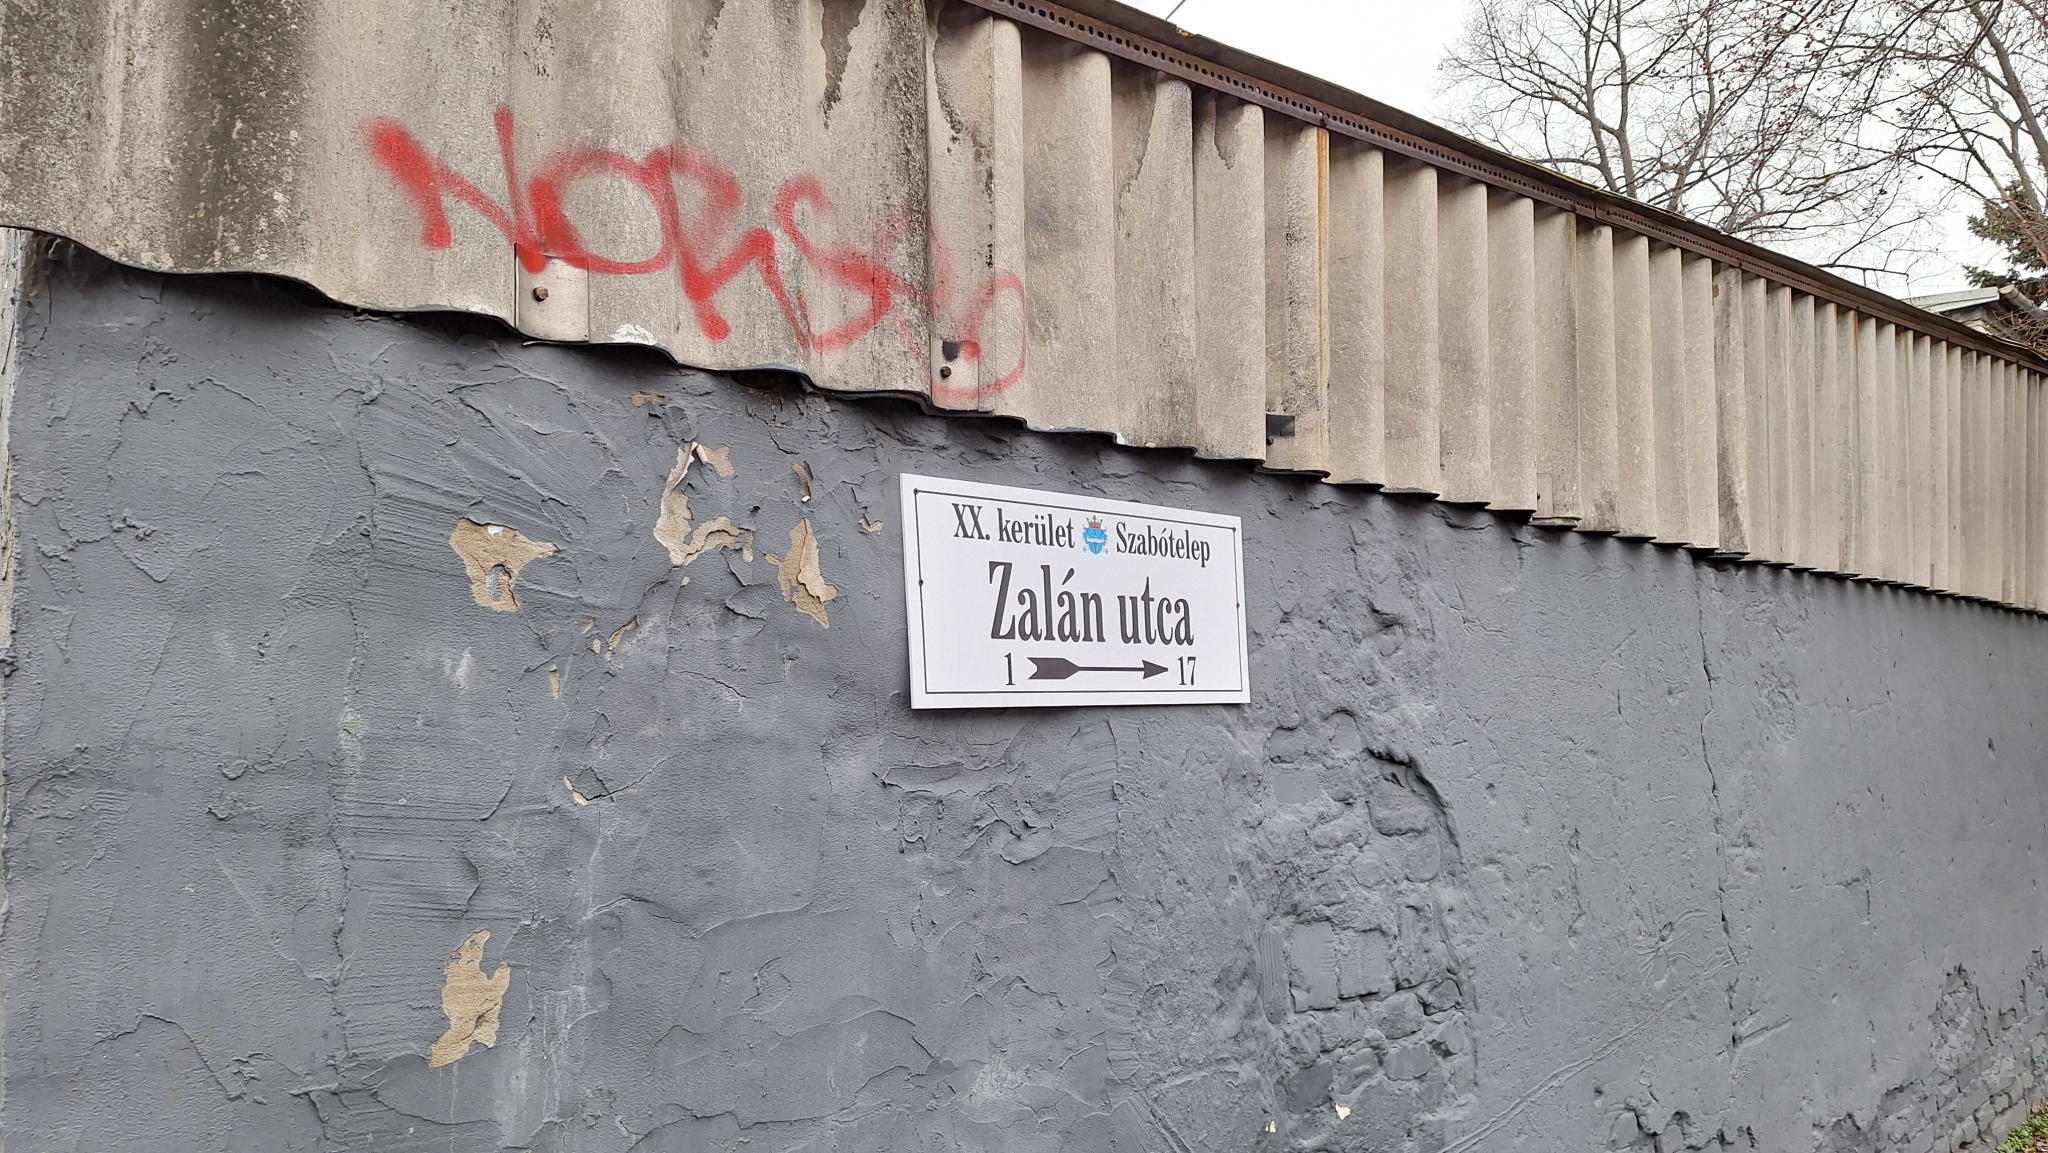 XX. kerület Szabótelep
Zalán utca
1 17